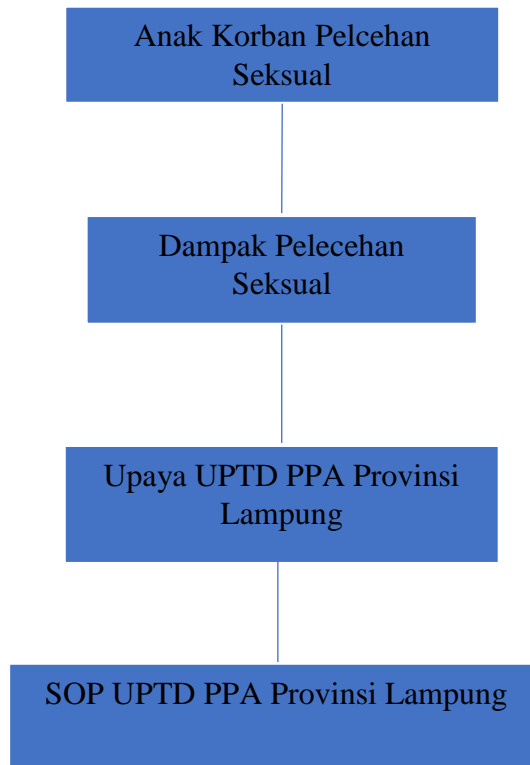 Anak Korban Pelcehan
Seksual
Dampak Pelecehan
Seksual
Upaya UPTD PPA Provinsi
Lampung
SOP UPTD PPA Provinsi Lampung